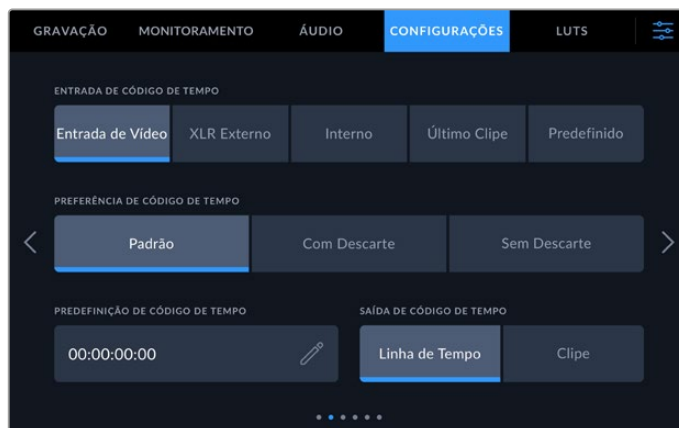 GRAVAÇÃO MONITORAMENTO ÁUDIO CONFIGURAÇÕES LUTS
ENTRADA DE CÓDIGO DE TEMPO
Entrada de Vídeo XLR Externo Interno Último Clipe Predefinido
PREFERÊNCIA DE CÓDIGO DE TEMPO
Padrão Com Descarte Sem Descarte
PREDEFINIÇÃO DE CÓDIGO DE TEMPO SAÍDA DE CÓDIGO DE TEMPO
00:00:00:00 Linha de Tempo Clipe